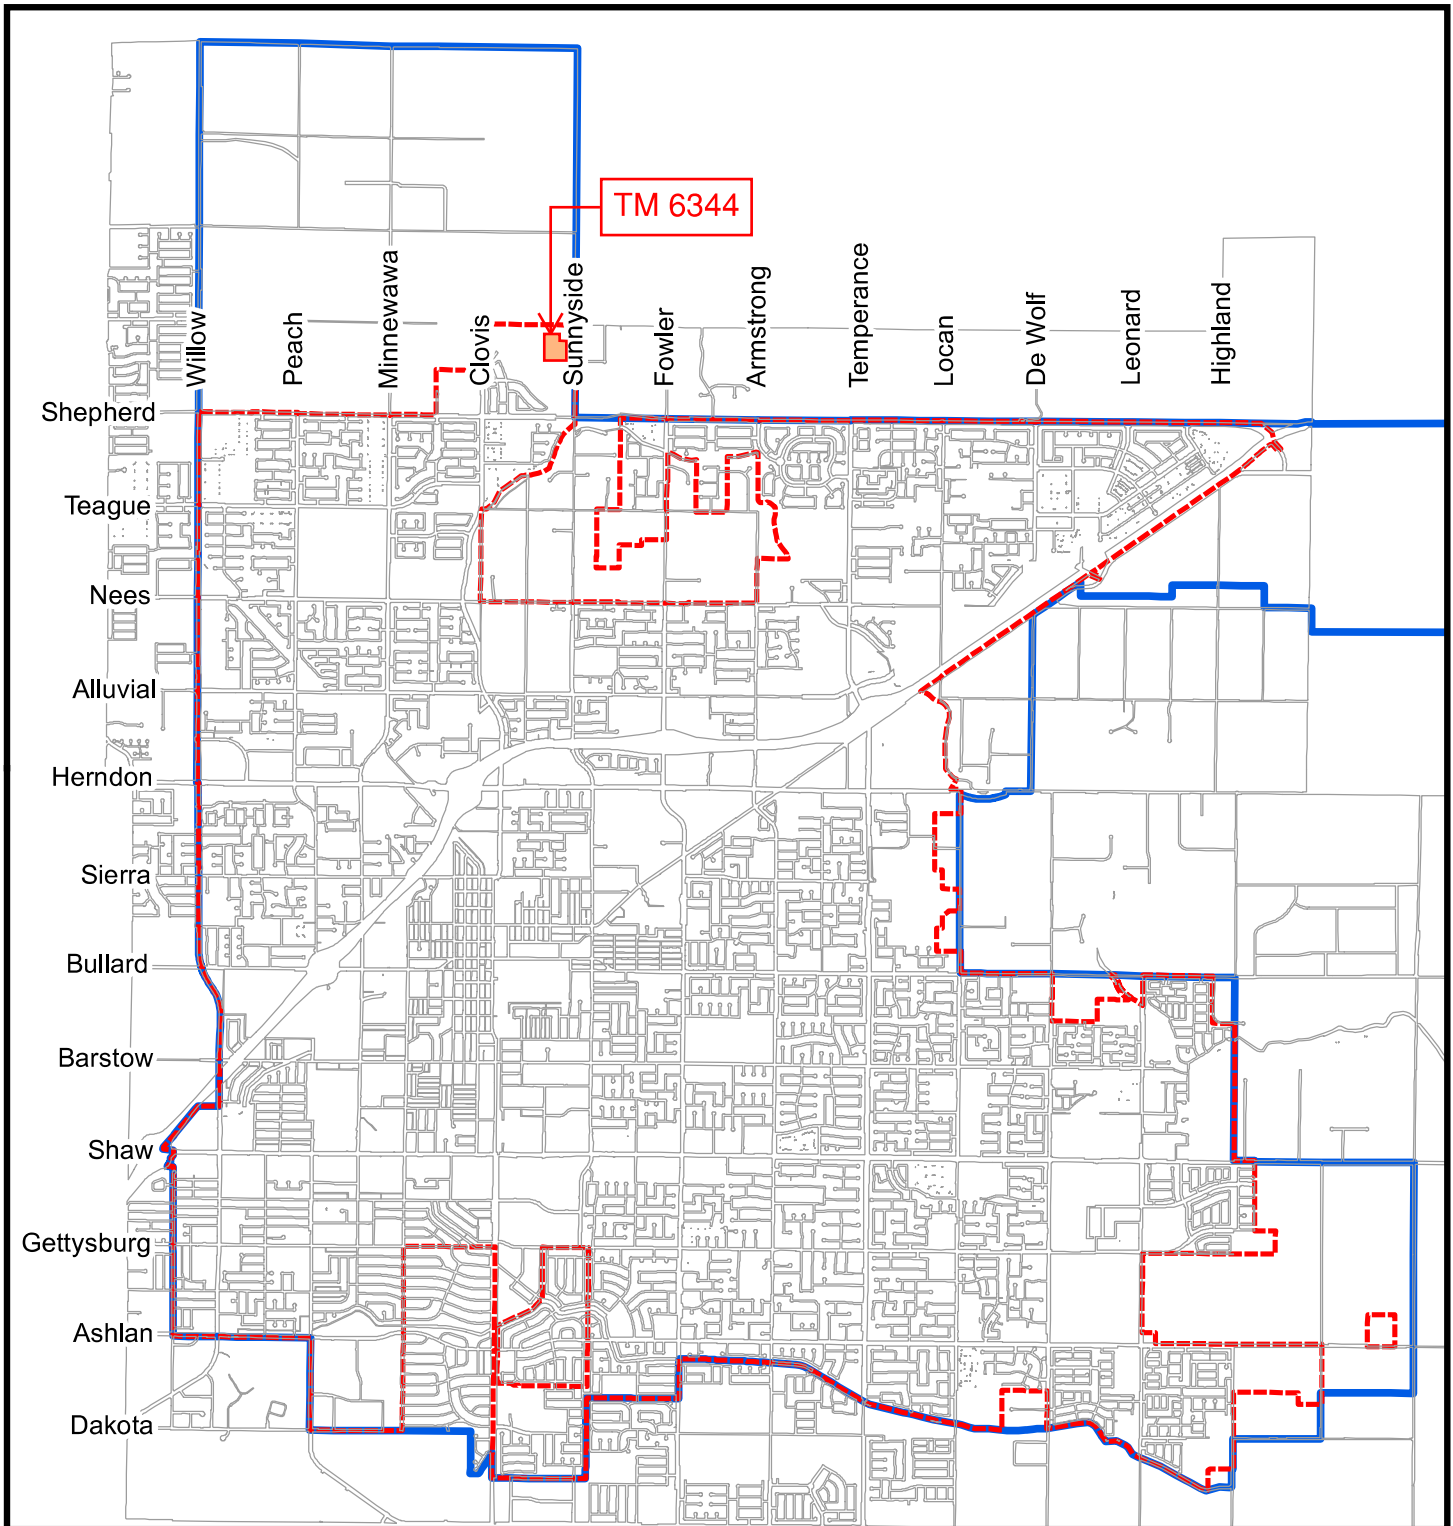 TM 6344
Willow
Peach
Minnewawa
Clovis
Sunnyside
Fowler
Armstrong
Temperance
Locan
De Wolf
Leonard
Highland
Shepherd
Teague
Nees
Alluvial
Herndon
Sierra
Bullard
Barstow
Shaw
Gettysburg
Ashlan
Dakota